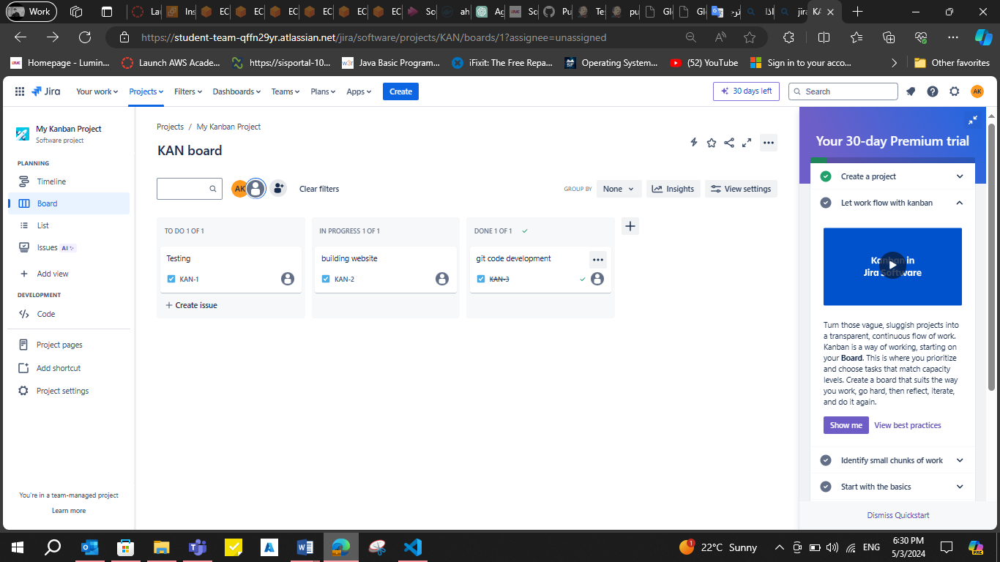 Work
Lau
Ins
EC
EC
EC
EC
EC
EC
So
ah
Ag
So
Pu
Te
pu
Glo
Glo
ترج
اذا
jira
KA
https://student-team-qffn29yr.atlassian.net/jira/software/projects/KAN/boards/1?assignee=unassigned
Homepage - Lumin...
Launch AWS Acade...
https://sisportal-10...
Java Basic Program...
iFixit: The Free Repa...
Operating System...
(52) YouTube
Sign in to your acco...
Other favorites
Jira
Your work
Projects
Filters
Dashboards
Teams
Plans
Apps
Create
30 days left
Search
AK
My Kanban Project
Software project
PLANNING
Timeline
Board
List
Issues AI
Add view
DEVELOPMENT
Code
Project pages
Add shortcut
Project settings
You're in a team-managed project
Learn more
Projects / My Kanban Project
KAN board
AK
Clear filters
GROUP BY
None
Insights
View settings
TO DO 1 OF 1
Testing
KAN-1
+ Create issue
IN PROGRESS 1 OF 1
building website
KAN-2
DONE 1 OF 1
git code development
KAN-3
Your 30-day Premium trial
Create a project
Let work flow with kanban
Kanban in
Jira Software
Turn those vague, sluggish projects into
a transparent, continuous flow of work.
Kanban is a way of working, starting on
your Board. This is where you prioritize
and choose tasks that match capacity
levels. Create a board that suits the way
you work, go hard, then reflect, iterate,
and do it again.
Show me
View best practices
Identify small chunks of work
Start with the basics
Dismiss Quickstart
1
22°C Sunny
ENG
6:30 PM
5/3/2024
PRE